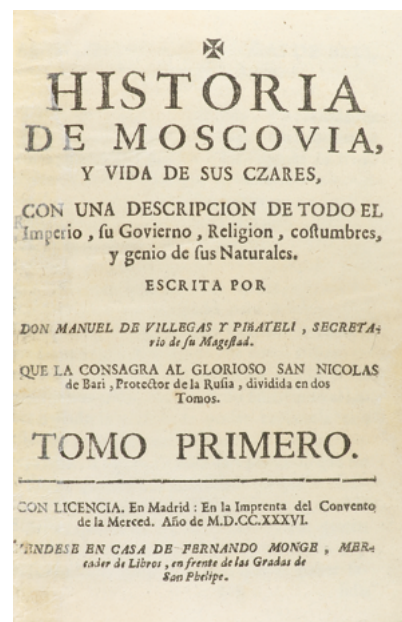 ✠
HISTORIA
DE MOSCOVIA,
Y VIDA DE SUS CZARES,
CON UNA DESCRIPCION DE TODO EL
Imperio, ſu Govierno, Religion, coſtumbres,
y genio de ſus Naturales.
ESCRITA POR
DON MANUEL DE VILLEGAS Y PIñATELI, SECRETA-
rio de ſu Mageſtad.
QUE LA CONSAGRA AL GLORIOSO SAN NICOLAS
de Bari, Protector de la Ruſia, dividida en dos
Tomos.
TOMO PRIMERO.
CON LICENCIA. En Madrid: En la Imprenta del Convento
de la Merced. Año de M.D.CC.XXXVI.
VENDESE EN CASA DE FERNANDO MONGE, MER-
cader de Libros, en frente de las Gradas de
San Phelipe.